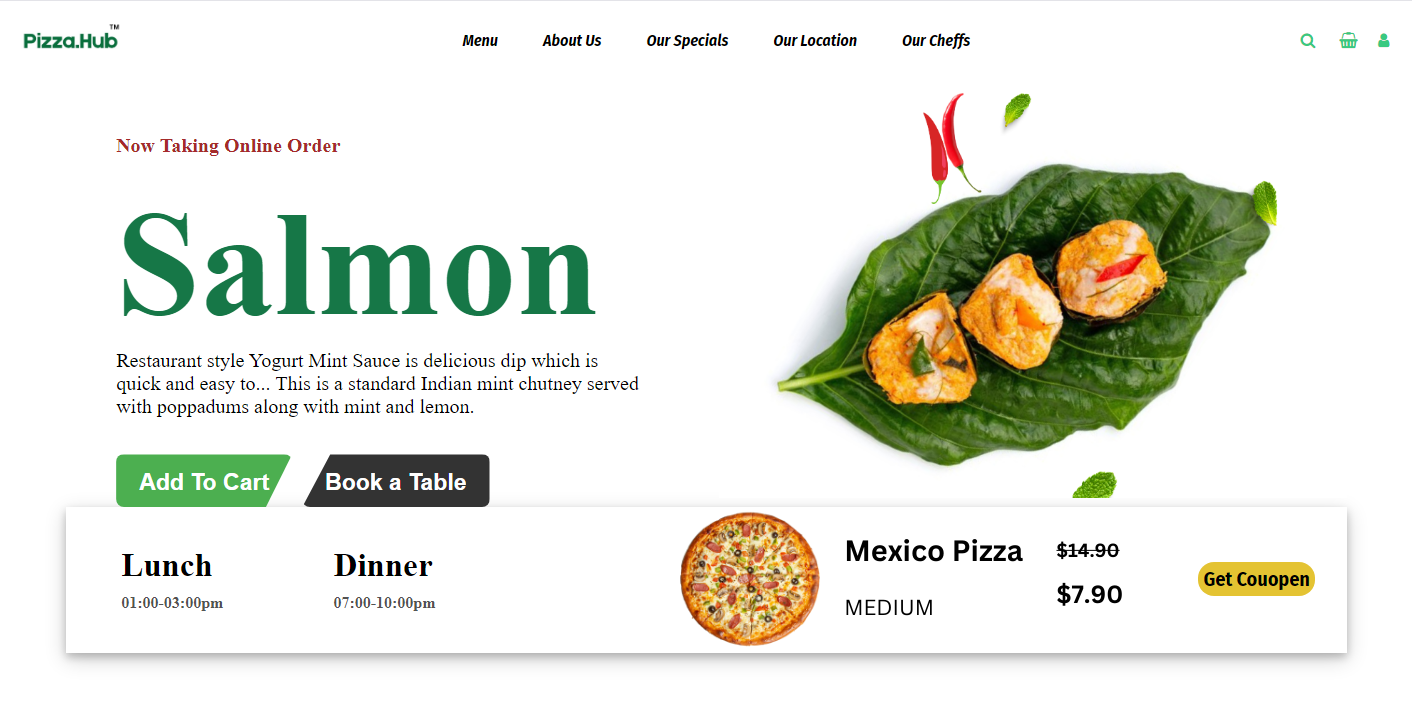 Pizza.Hub™
Menu About Us Our Specials Our Location Our Cheffs
Now Taking Online Order
Salmon
Restaurant style Yogurt Mint Sauce is delicious dip which is
quick and easy to... This is a standard Indian mint chutney served
with poppadums along with mint and lemon.
Add To Cart Book a Table
Lunch Dinner
01:00-03:00pm 07:00-10:00pm
Mexico Pizza $14.90
MEDIUM $7.90
Get Couopen